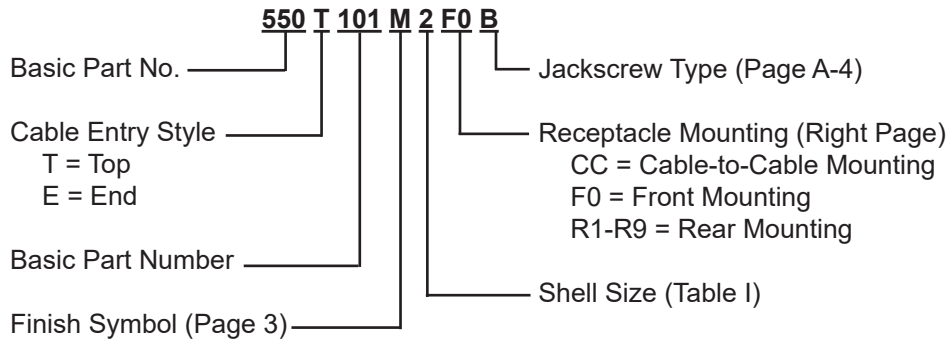 550 T 101 M 2 F0 B
Basic Part No.
Cable Entry Style
T = Top
E = End
Basic Part Number
Finish Symbol (Page 3)
Jackscrew Type (Page A-4)
Receptacle Mounting (Right Page)
CC = Cable-to-Cable Mounting
F0 = Front Mounting
R1-R9 = Rear Mounting
Shell Size (Table I)